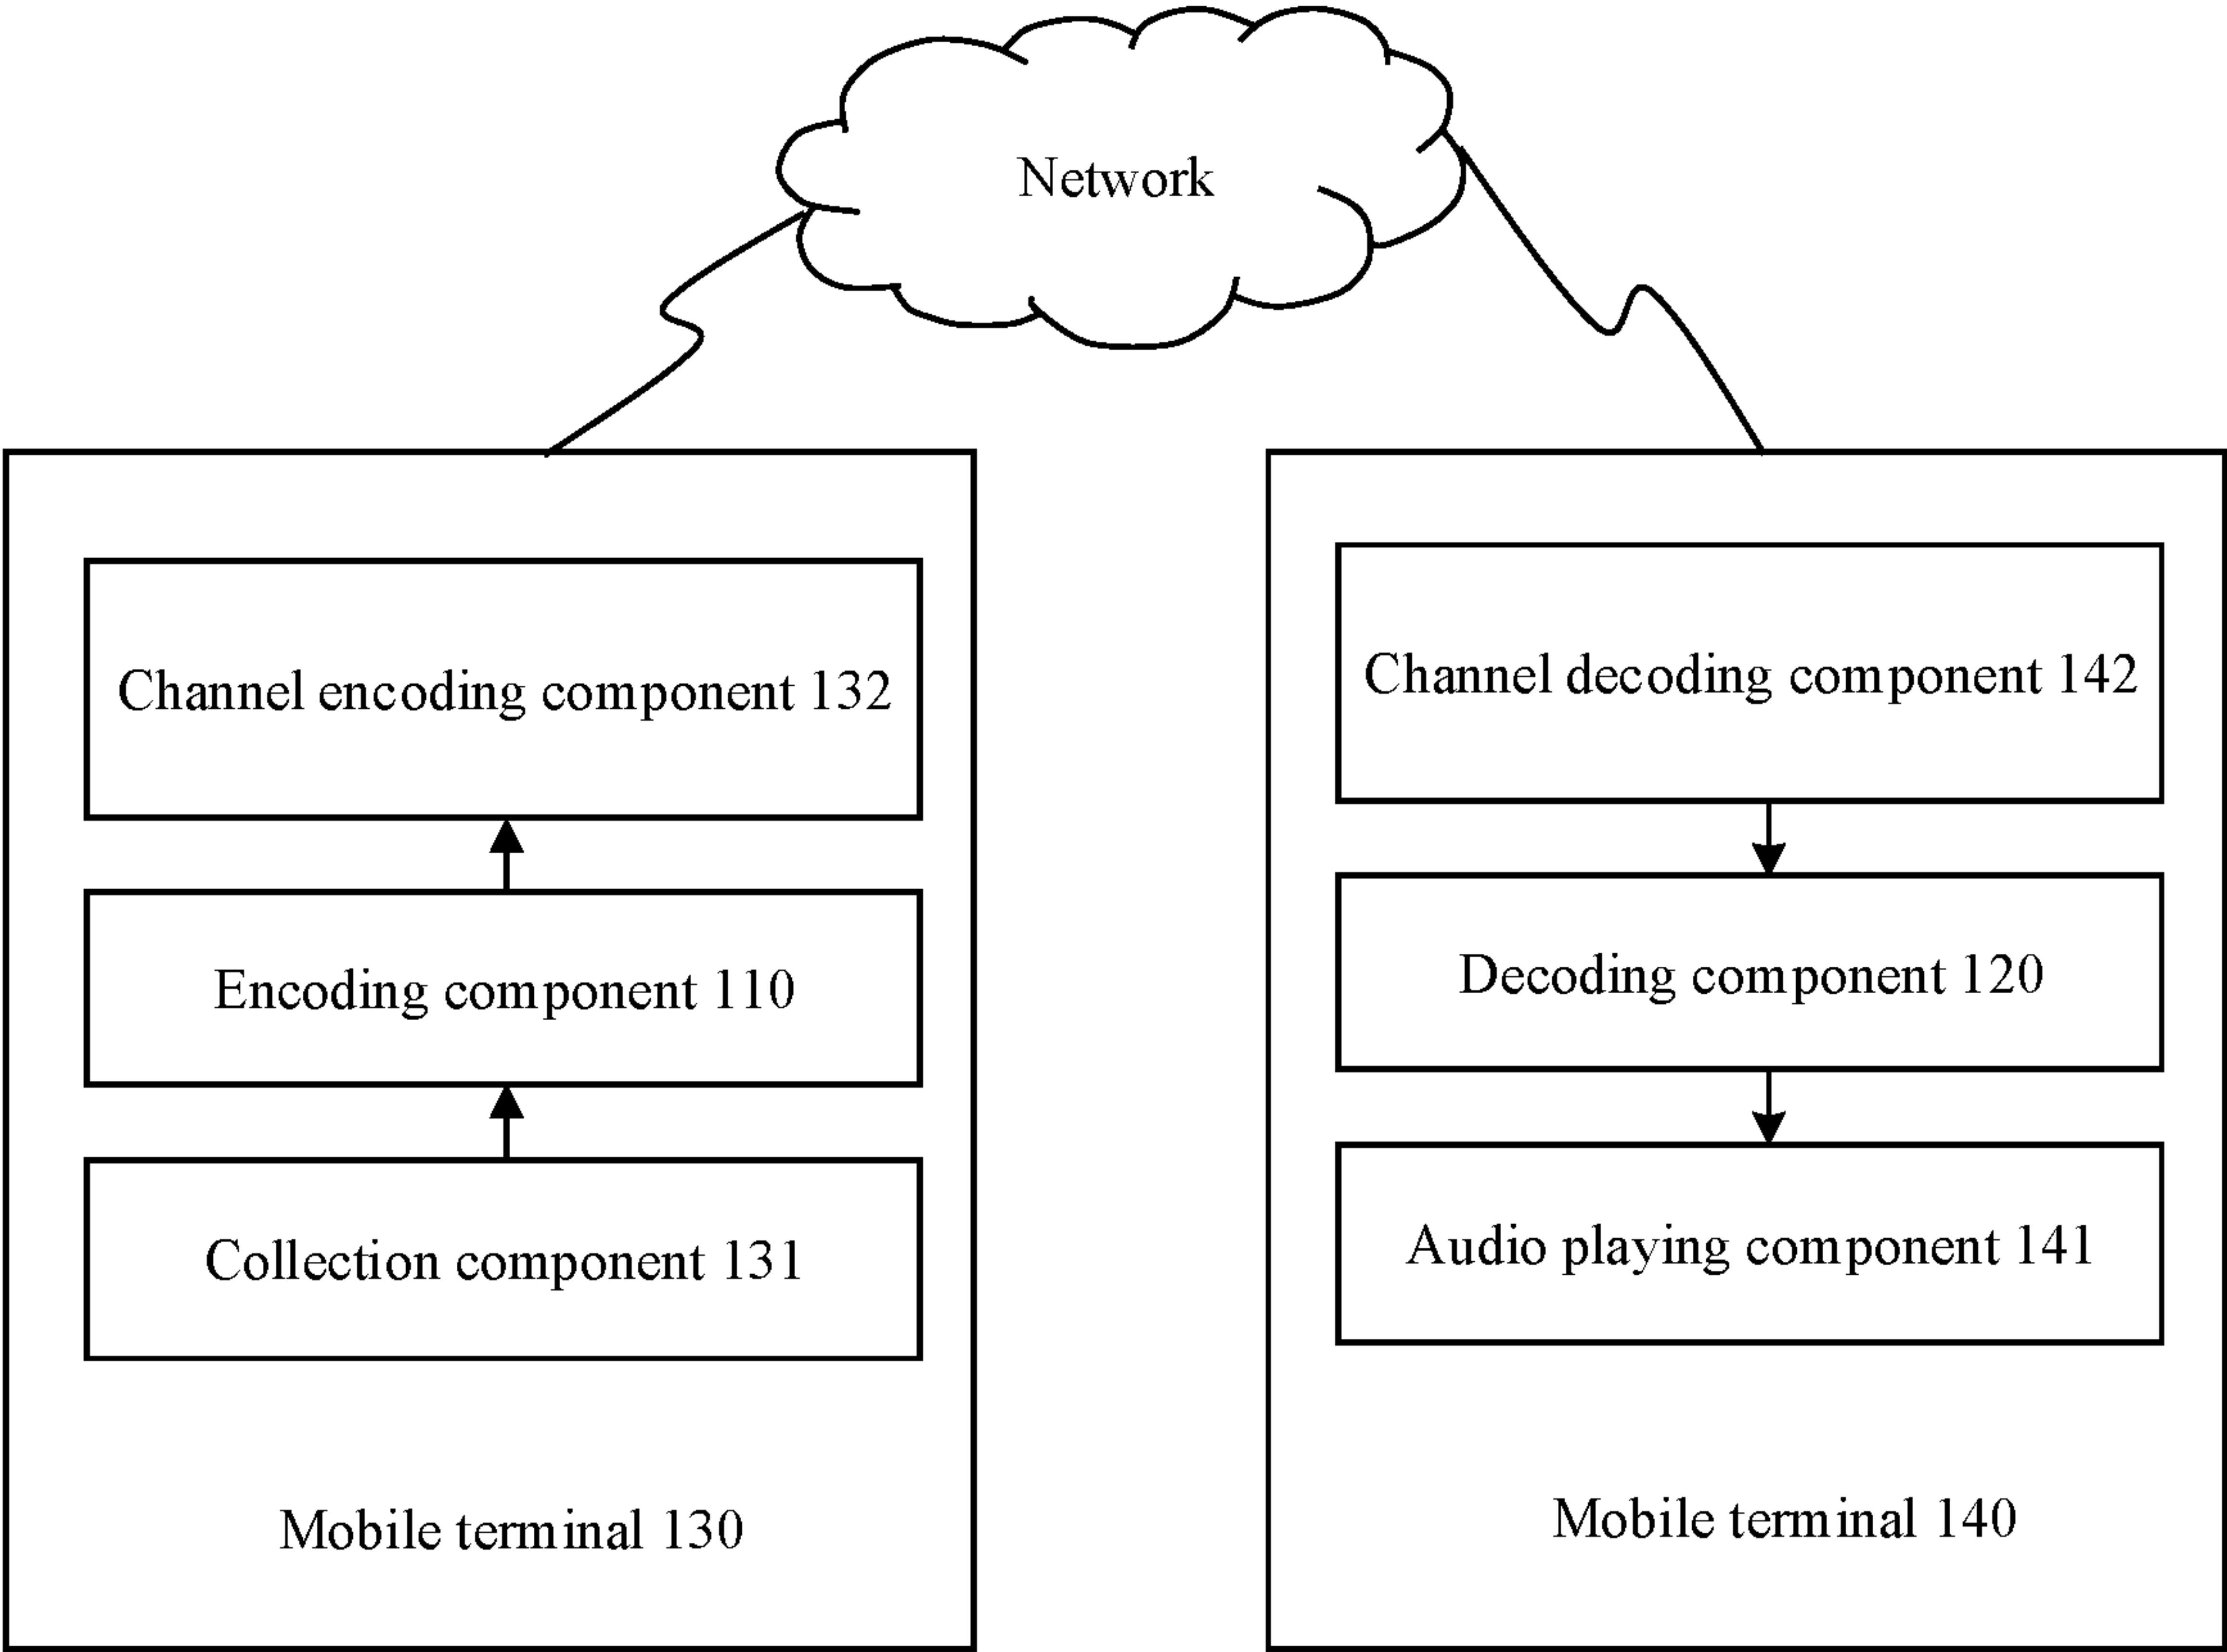 Network
Channel encoding component 132
Encoding component 110
Collection component 131
Mobile terminal 130
Channel decoding component 142
Decoding component 120
Audio playing component 141
Mobile terminal 140